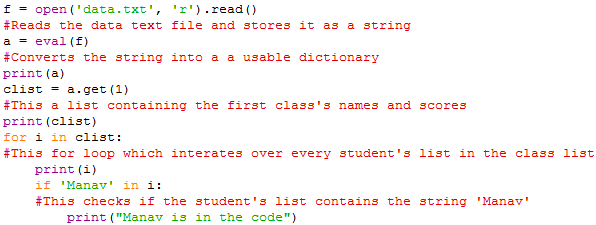 f = open('data.txt', 'r').read()
#Reads the data text file and stores it as a string
a = eval(f)
#Converts the string into a a usable dictionary
print(a)
clist = a.get(1)
#This a list containing the first class's names and scores
print(clist)
for i in clist:
#This for loop which interates over every student's list in the class list
    print(i)
    if 'Manav' in i:
    #This checks if the student's list contains the string 'Manav'
        print("Manav is in the code")